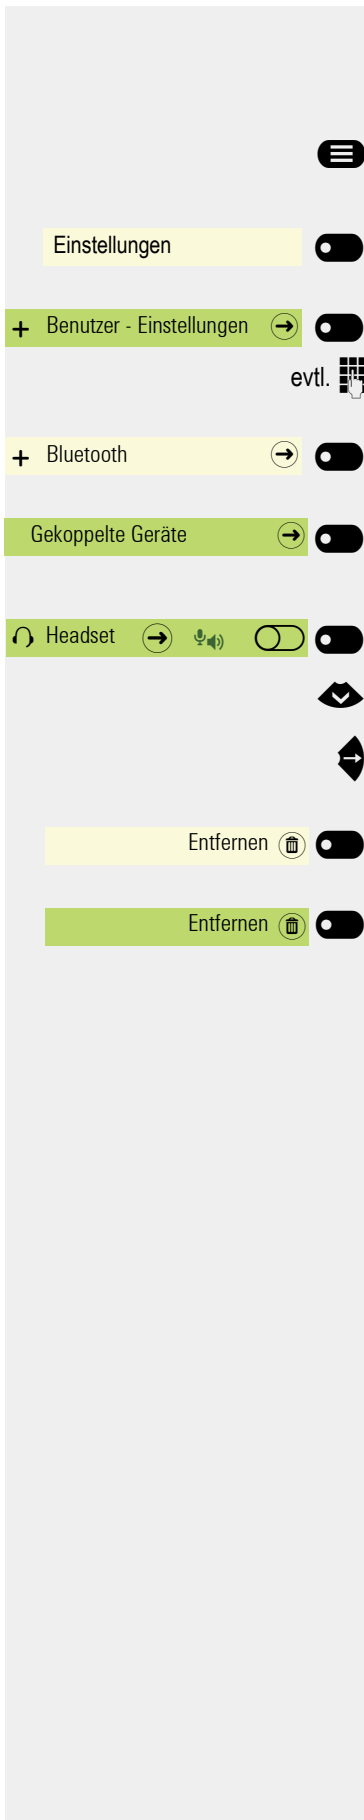 Einstellungen
Benutzer - Einstellungen
evtl.
Bluetooth
Gekoppelte Geräte
Headset
Entfernen
Entfernen